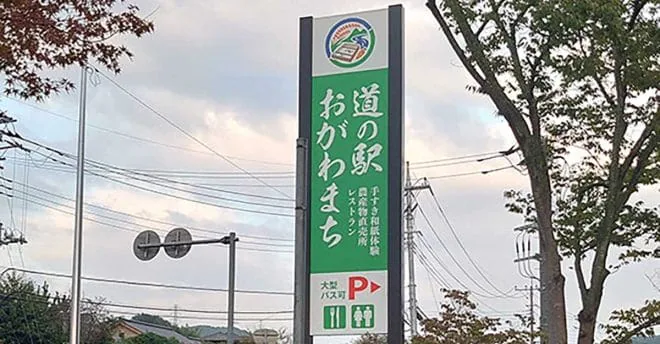 道の駅
おがわまち
手すき和紙体験
農産物直売所
レストラン
大型
バス可
P